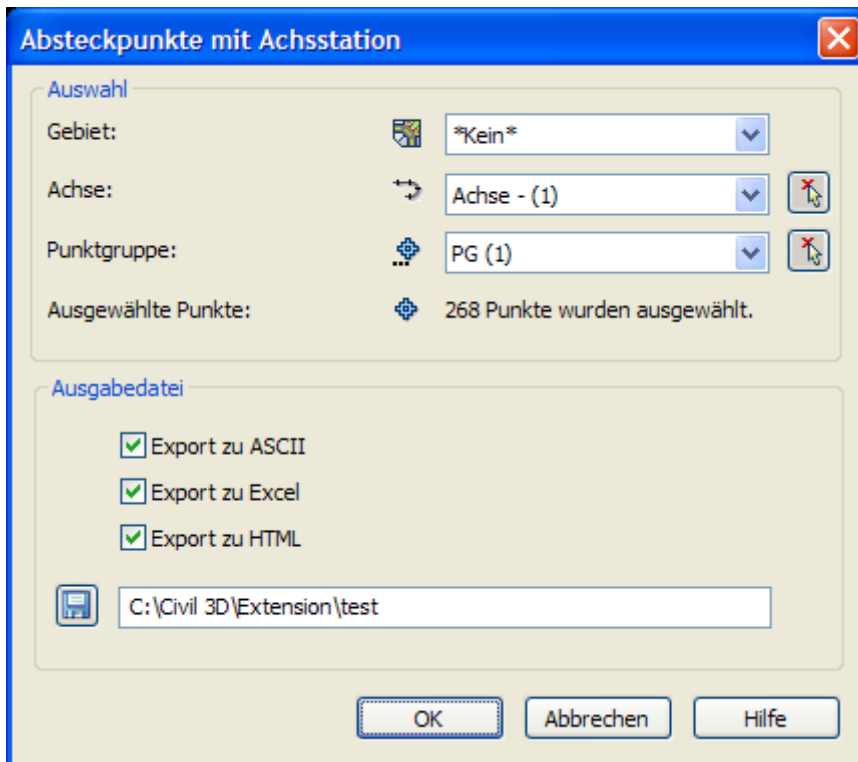 Absteckpunkte mit Achsstation
Auswahl
Gebiet: *Kein*
Achse: Achse - (1)
Punktgruppe: PG (1)
Ausgewählte Punkte: 268 Punkte wurden ausgewählt.
Ausgabedatei
Export zu ASCII
Export zu Excel
Export zu HTML
C:\Civil 3D\Extension\test
OK Abbrechen Hilfe